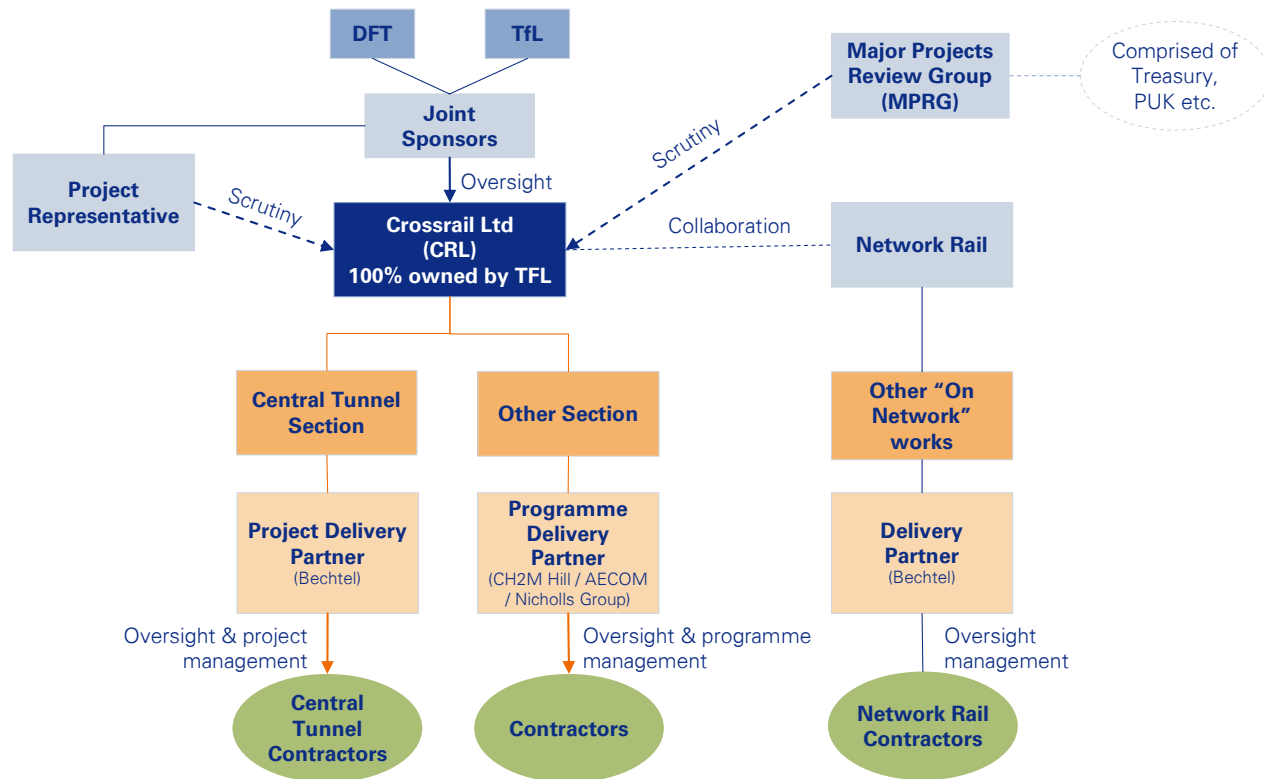 DFT
TfL
Major Projects
Review Group
(MPRG)
Comprised of
Treasury,
PUK etc.
Joint
Sponsors
Scrutiny
Project
Representative
Scrutiny
Oversight
Crossrail Ltd
(CRL)
100% owned by TFL
Collaboration
Network Rail
Central Tunnel
Section
Other Section
Other “On
Network”
works
Project Delivery
Partner
(Bechtel)
Programme
Delivery
Partner
(CH2M Hill / AECOM
/ Nicholls Group)
Delivery
Partner
(Bechtel)
Oversight & project
management
Oversight & programme
management
Oversight
management
Central
Tunnel
Contractors
Contractors
Network Rail
Contractors